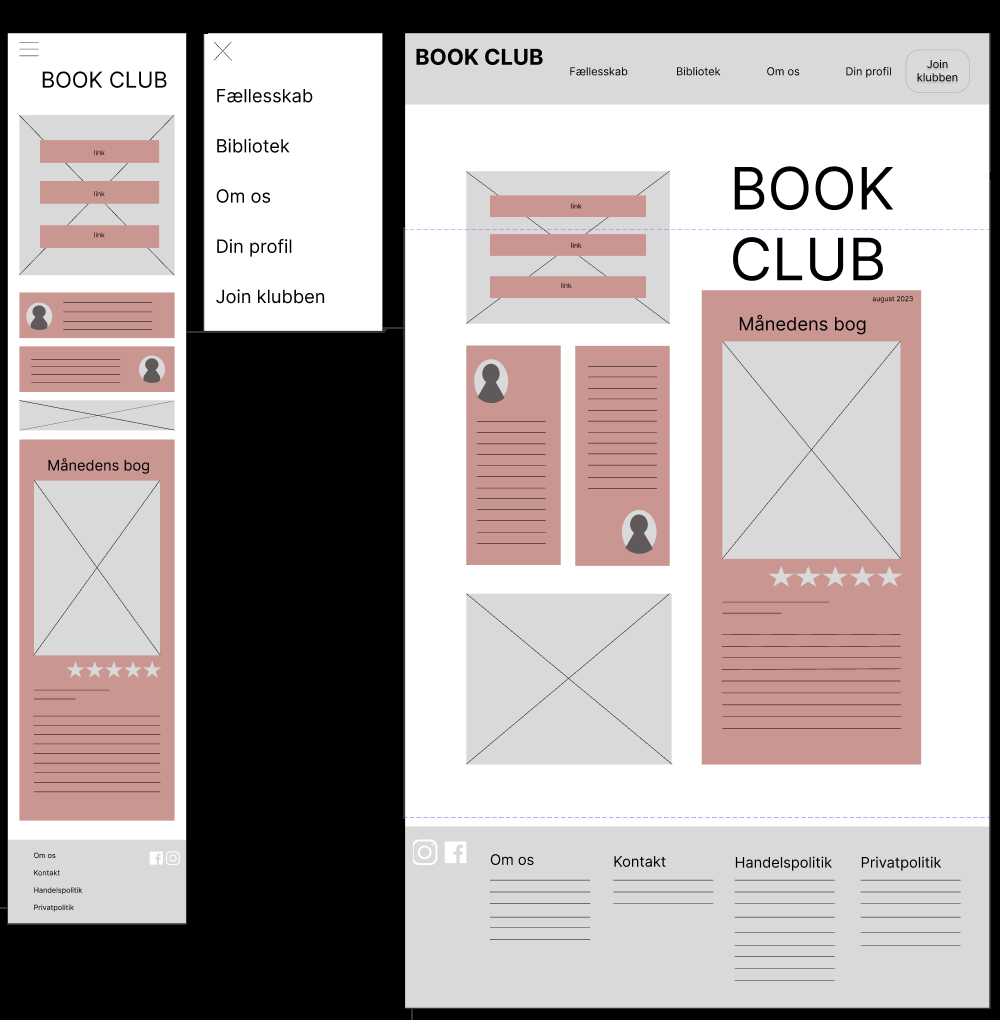 BOOK CLUB
link
link
link
Månedens bog
Om os
Kontakt
Handelspolitik
Privatpolitik
Fællesskab
Bibliotek
Om os
Din profil
Join klubben
BOOK CLUB
Fællesskab
Bibliotek
Om os
Din profil
Join
klubben
BOOK
CLUB
link
link
link
august 2023
Månedens bog
Om os
Kontakt
Handelspolitik
Privatpolitik